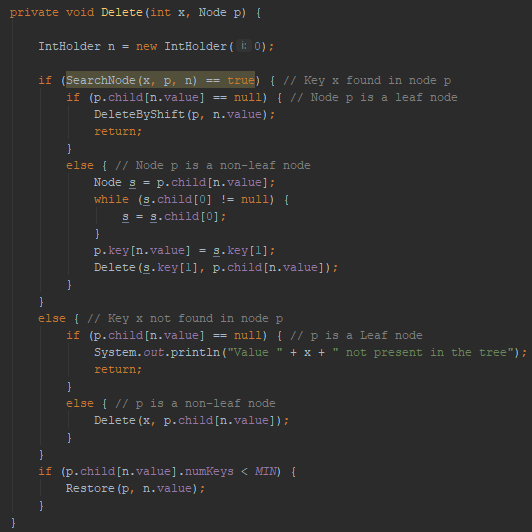 private void Delete(int x, Node p) {
IntHolder n = new IntHolder( i: 0);
if (SearchNode(x, p, n) == true) { // Key x found in node p
if (p.child[n.value] == null) { // Node p is a leaf node
DeleteByShift(p, n.value);
return;
}
else { // Node p is a non-leaf node
Node s = p.child[n.value];
while (s.child[0] != null) {
s = s.child[0];
}
p.key[n.value] = s.key[1];
Delete(s.key[1], p.child[n.value]);
}
}
else { // Key x not found in node p
if (p.child[n.value] == null) { // p is a Leaf node
System.out.println("Value " + x + " not present in the tree");
return;
}
else { // p is a non-leaf node
Delete(x, p.child[n.value]);
}
}
if (p.child[n.value].numKeys < MIN) {
Restore(p, n.value);
}
}